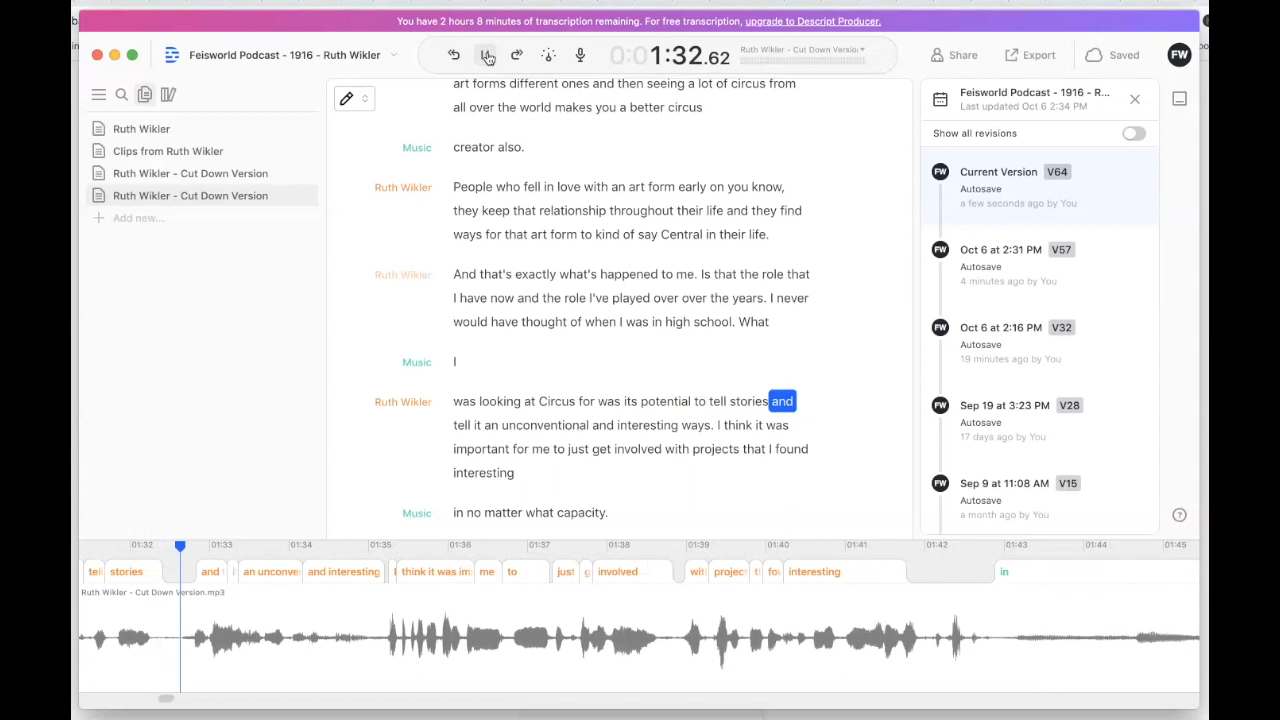 You have 2 hours 8 minutes of transcription remaining. For free transcription, upgrade to Descript Producer.
Feisworld Podcast - 1916 - Ruth Wikler
0:01:32.62
Ruth Wikler - Cut Down Versio
Share
Export
Saved
FW
Ruth Wikler
Clips from Ruth Wikler
Ruth Wikler - Cut Down Version
Ruth Wikler - Cut Down Version
Add new...
art forms different ones and then seeing a lot of circus from
all over the world makes you a better circus
Music
creator also.
Ruth Wikler
People who fell in love with an art form early on you know,
they keep that relationship throughout their life and they find
ways for that art form to kind of say Central in their life.
Ruth Wikler
And that's exactly what's happened to me. Is that the role that
I have now and the role I've played over over the years. I never
would have thought of when I was in high school. What
Music
I
Ruth Wikler
was looking at Circus for was its potential to tell stories and
tell it an unconventional and interesting ways. I think it was
important for me to just get involved with projects that I found
interesting
Music
in no matter what capacity.
Feisworld Podcast - 1916 - R...
Last updated Oct 6 2:34 PM
Show all revisions
FW
Current Version V64
Autosave
a few seconds ago by You
FW
Oct 6 at 2:31 PM V57
Autosave
4 minutes ago by You
FW
Oct 6 at 2:16 PM V32
Autosave
19 minutes ago by You
FW
Sep 19 at 3:23 PM V28
Autosave
17 days ago by You
FW
Sep 9 at 11:08 AM V15
Autosave
a month ago by You
01:32 01:33 01:34 01:35 01:36 01:37 01:38 01:39 01:40 01:41 01:42 01:43 01:44 01:45
tel stories and an unconve and interesting I think it was im me to just g involved wit project t fo interesting in
Ruth Wikler - Cut Down Version.mp3